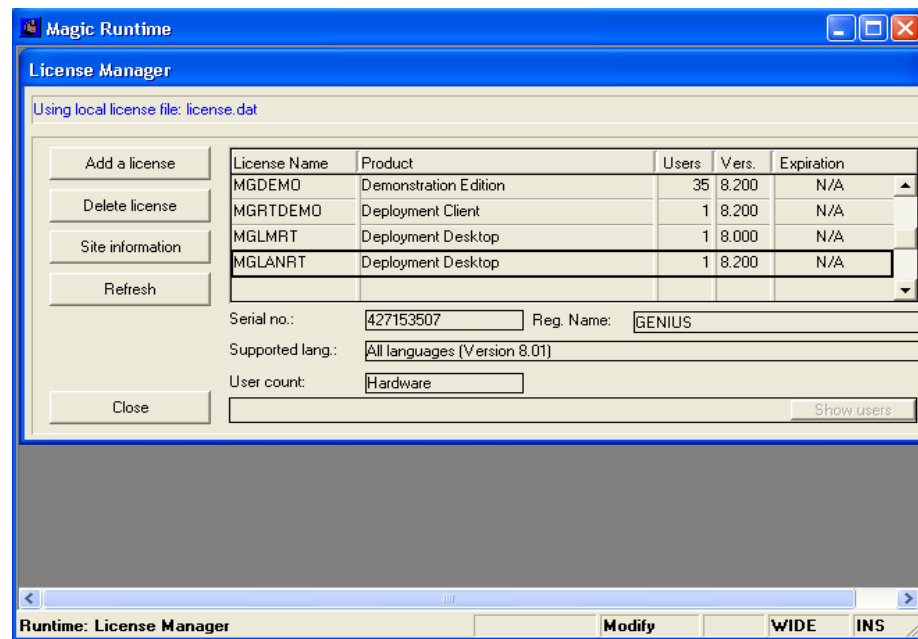 Magic Runtime
License Manager
Using local license file: license.dat
Add a license
Delete license
Site information
Refresh
Close
License Name Product Users Vers. Expiration
MGDEMO Demonstration Edition 35 8.200 N/A
MGRTDEMO Deployment Client 1 8.200 N/A
MGLMRT Deployment Desktop 1 8.000 N/A
MGLANRT Deployment Desktop 1 8.200 N/A
Serial no.: 427153507 Reg. Name: GENIUS
Supported lang.: All languages (Version 8.01)
User count: Hardware
Show users
Runtime: License Manager Modify WIDE INS